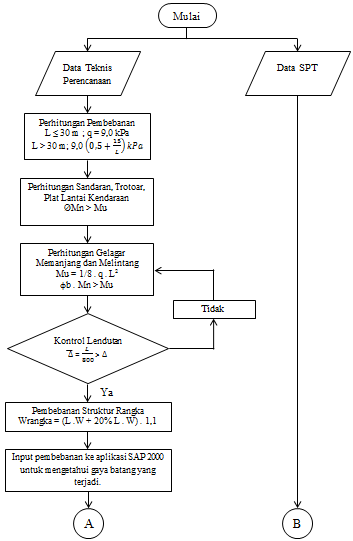 Mulai
Data Teknis
Perencanaan
Data SPT
Perhitungan Pembebanan
L ≤ 30 m ; q = 9,0 kPa
L > 30 m; 9,0 (0,5 + 15/L) kPa
Perhitungan Sandaran, Trotoar,
Plat Lantai Kendaraan
ØMn > Mu
Perhitungan Gelagar
Memanjang dan Melintang
Mu = 1/8 . q . L²
ϕb . Mn > Mu
Tidak
Kontrol Lendutan
Δ̅ = L/800 > Δ
Ya
Pembebanan Struktur Rangka
Wrangka = (L .W + 20% L . W) . 1,1
Input pembebanan ke aplikasi SAP 2000
untuk mengetahui gaya batang yang
terjadi.
A
B